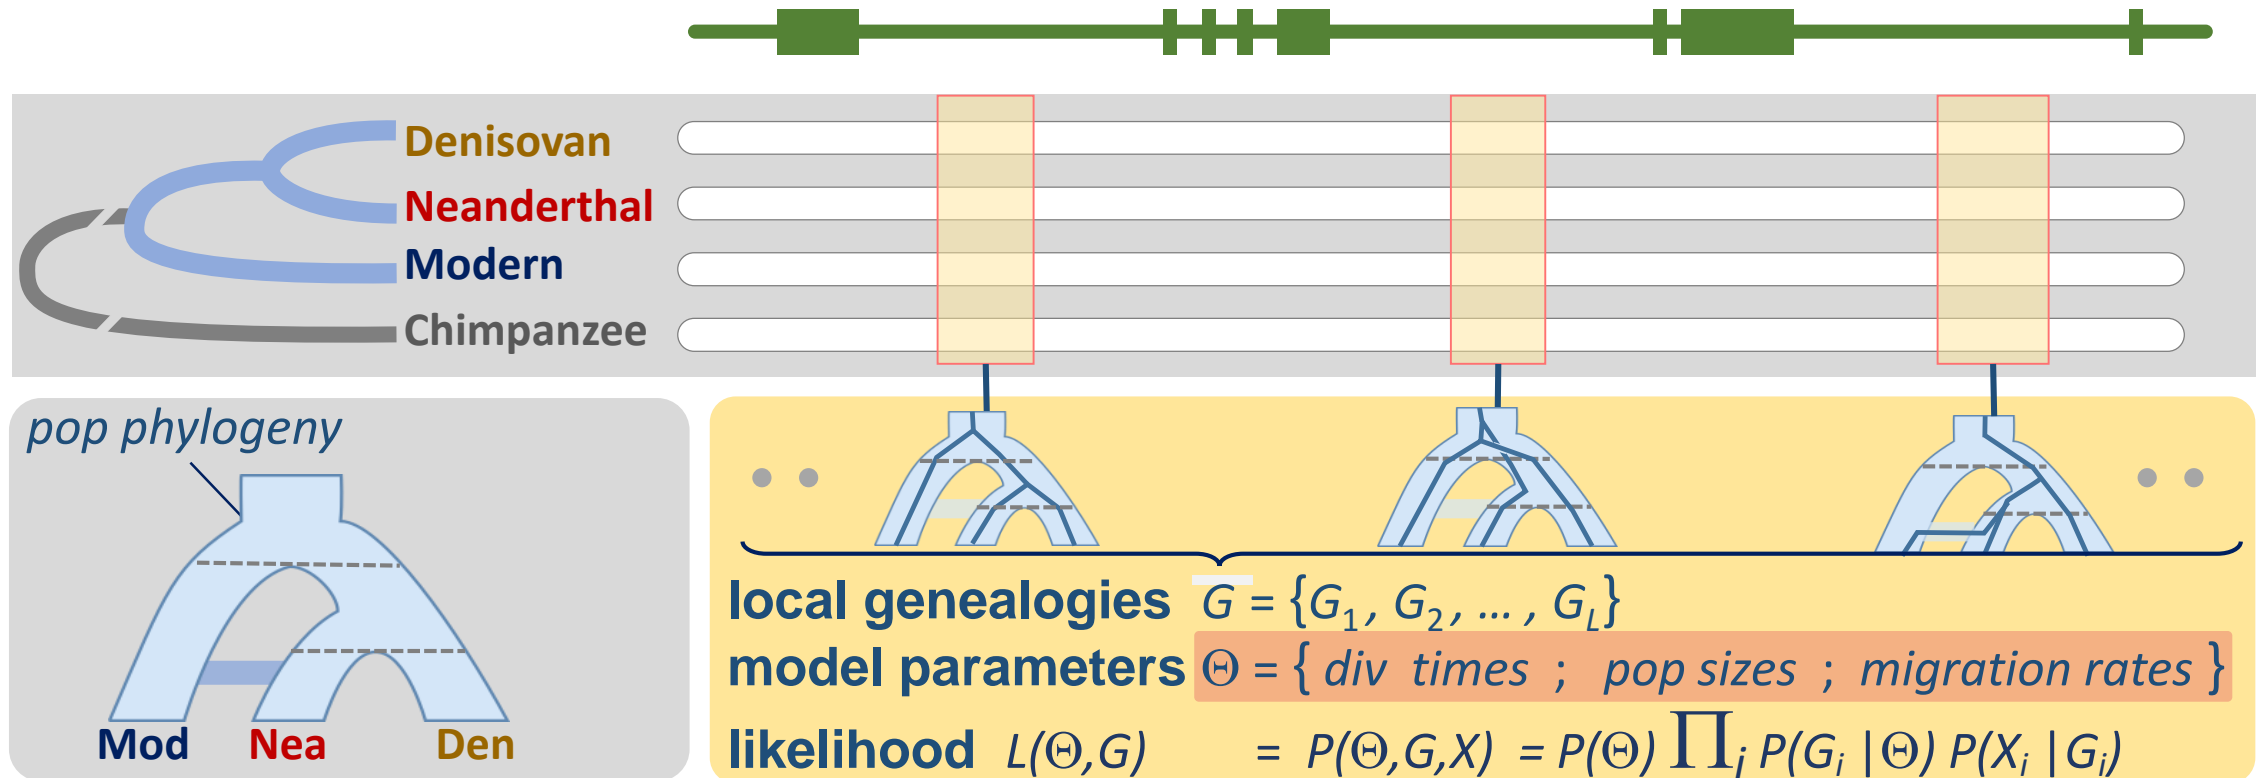 Denisovan
Neanderthal
Modern
Chimpanzee
pop phylogeny
Mod Nea Den
local genealogies G = {G₁, G₂, ... , G_L}
model parameters Θ = { div times ; pop sizes ; migration rates }
likelihood L(Θ,G) = P(Θ,G,X) = P(Θ) ∏ᵢ P(Gᵢ |Θ) P(Xᵢ |Gᵢ)